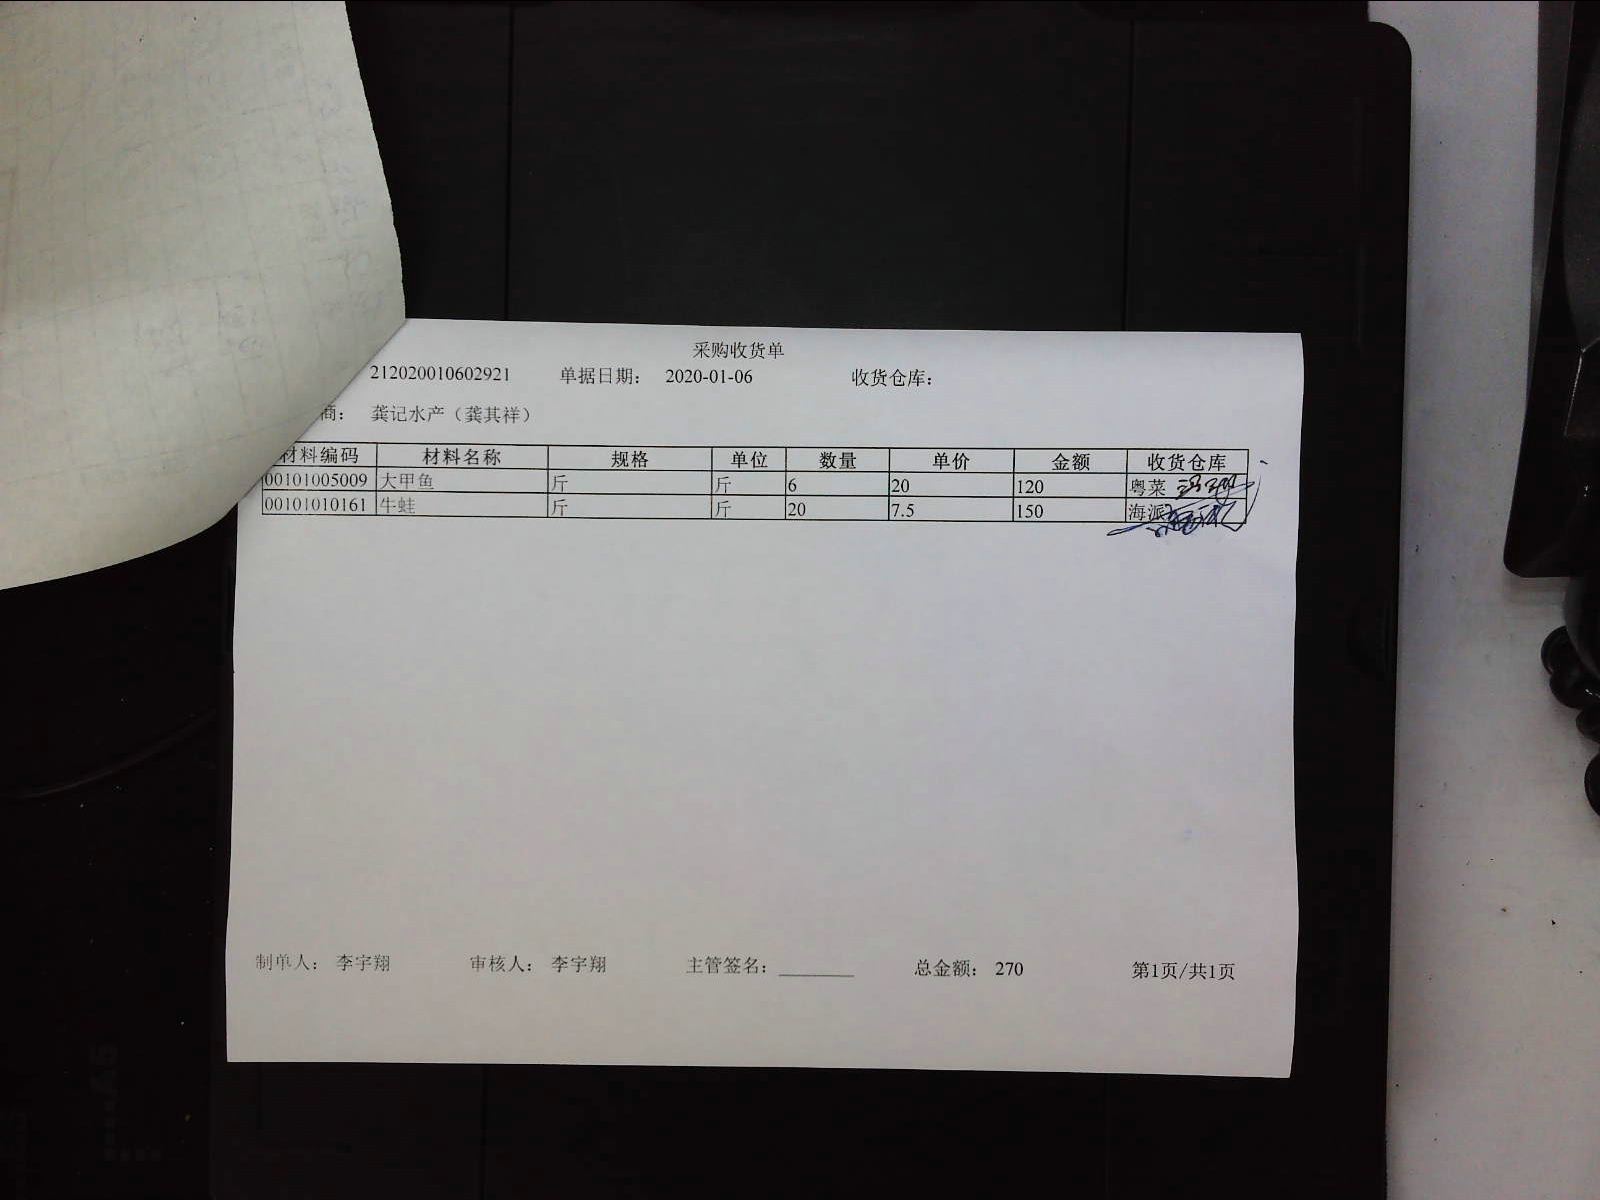 采购收货单
212020010602921 单据日期： 2020-01-06 收货仓库：
商： 龚记水产（龚其祥）
材料编码 材料名称 规格 单位 数量 单价 金额 收货仓库
00101005009 大甲鱼 斤 斤 6 20 120 粤菜
00101010161 牛蛙 斤 斤 20 7.5 150 海派
制单人： 李宇翔 审核人： 李宇翔 主管签名： 总金额： 270 第1页/共1页